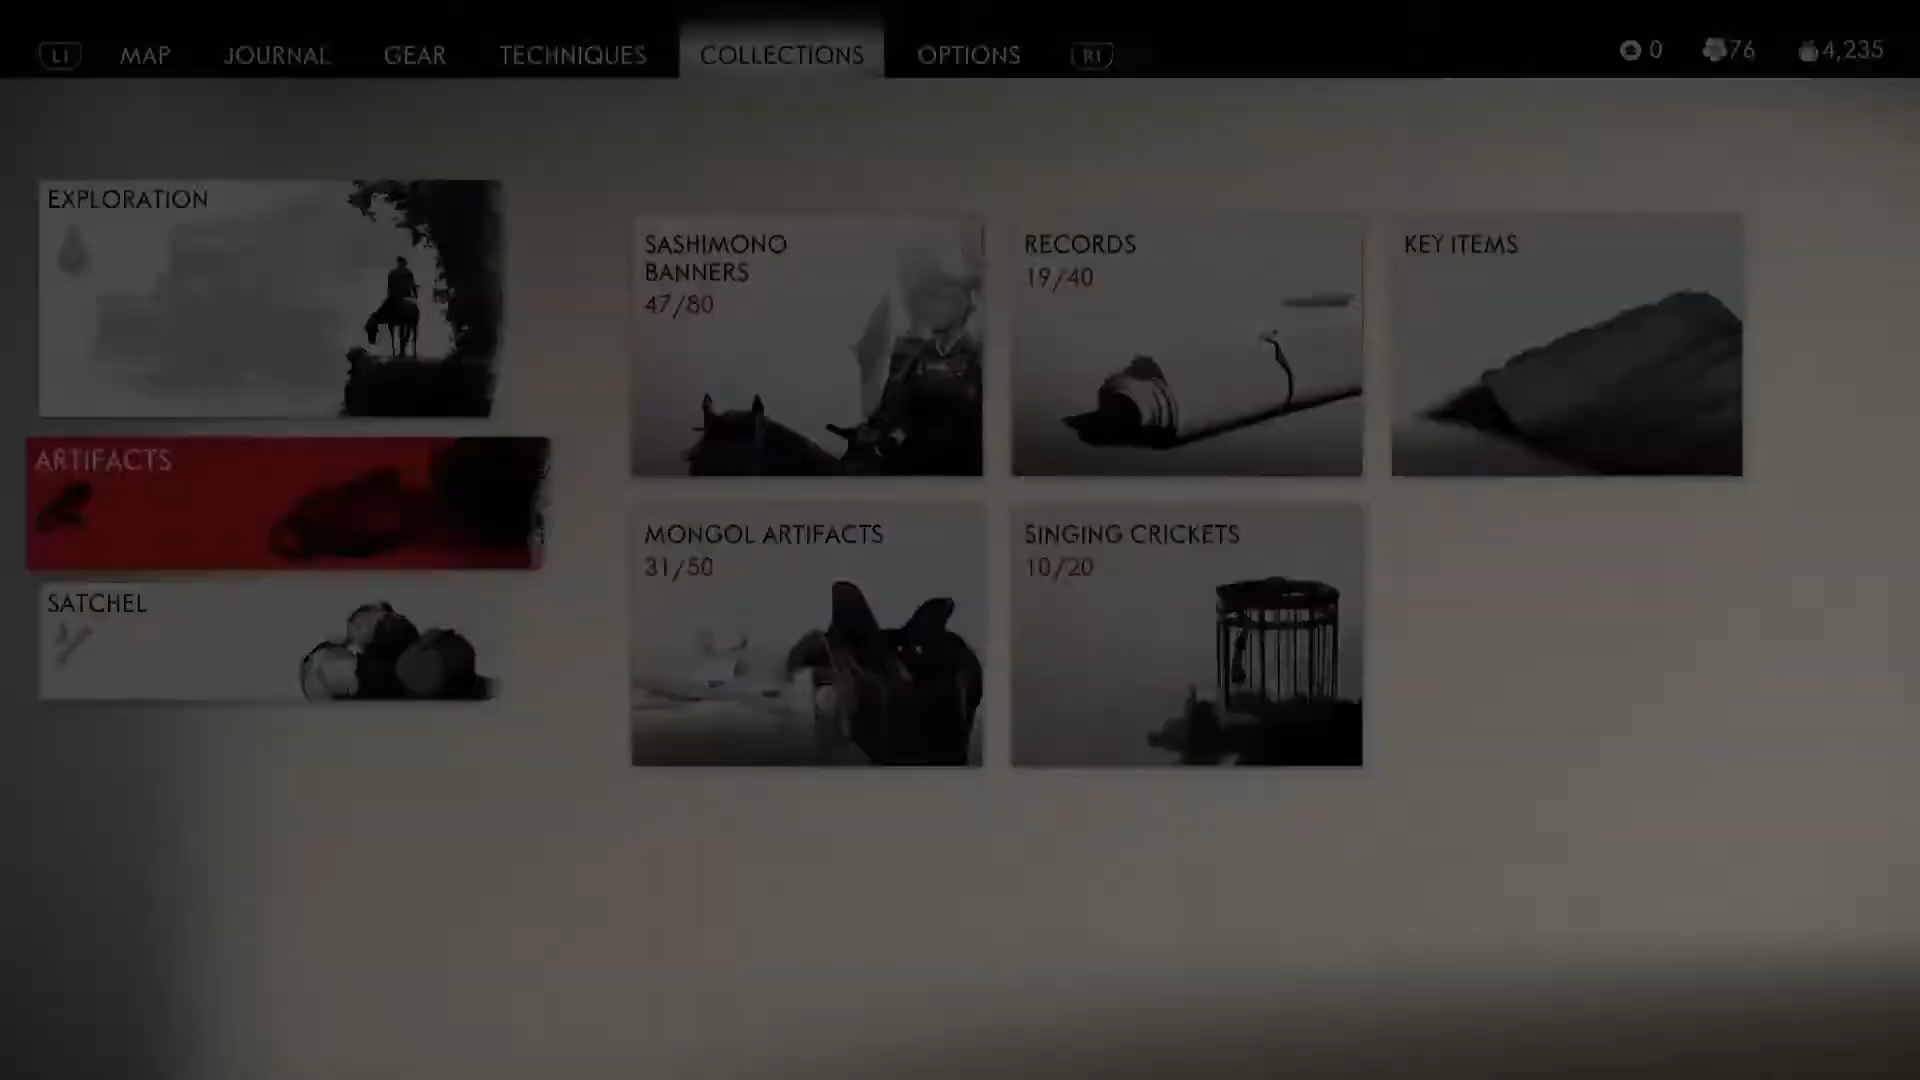 L1 MAP JOURNAL GEAR TECHNIQUES COLLECTIONS OPTIONS R1 0 76 4,235
EXPLORATION
ARTIFACTS
SATCHEL
SASHIMONO
BANNERS
47/80
RECORDS
19/40
KEY ITEMS
MONGOL ARTIFACTS
31/50
SINGING CRICKETS
10/20